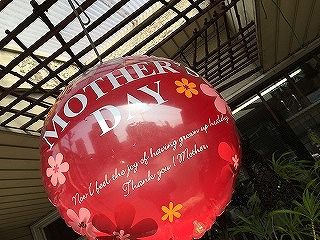 MOTHER'S
DAY
Now I feel the joy of having grown up healthy.
Thank you! Mother.